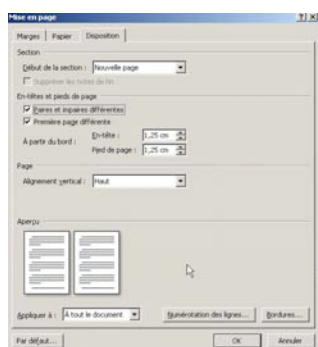 Mise en page
Marges Papier Disposition
Section
Début de la section : Nouvelle page
Supprimer les notes de fin
En-têtes et pieds de page
Paires et impaires différentes
Première page différente
À partir du bord :
En-tête : 1,25 cm
Pied de page : 1,25 cm
Page
Alignement vertical : Haut
Aperçu
Appliquer à : À tout le document Numérotation des lignes... Bordures...
Par défaut... OK Annuler